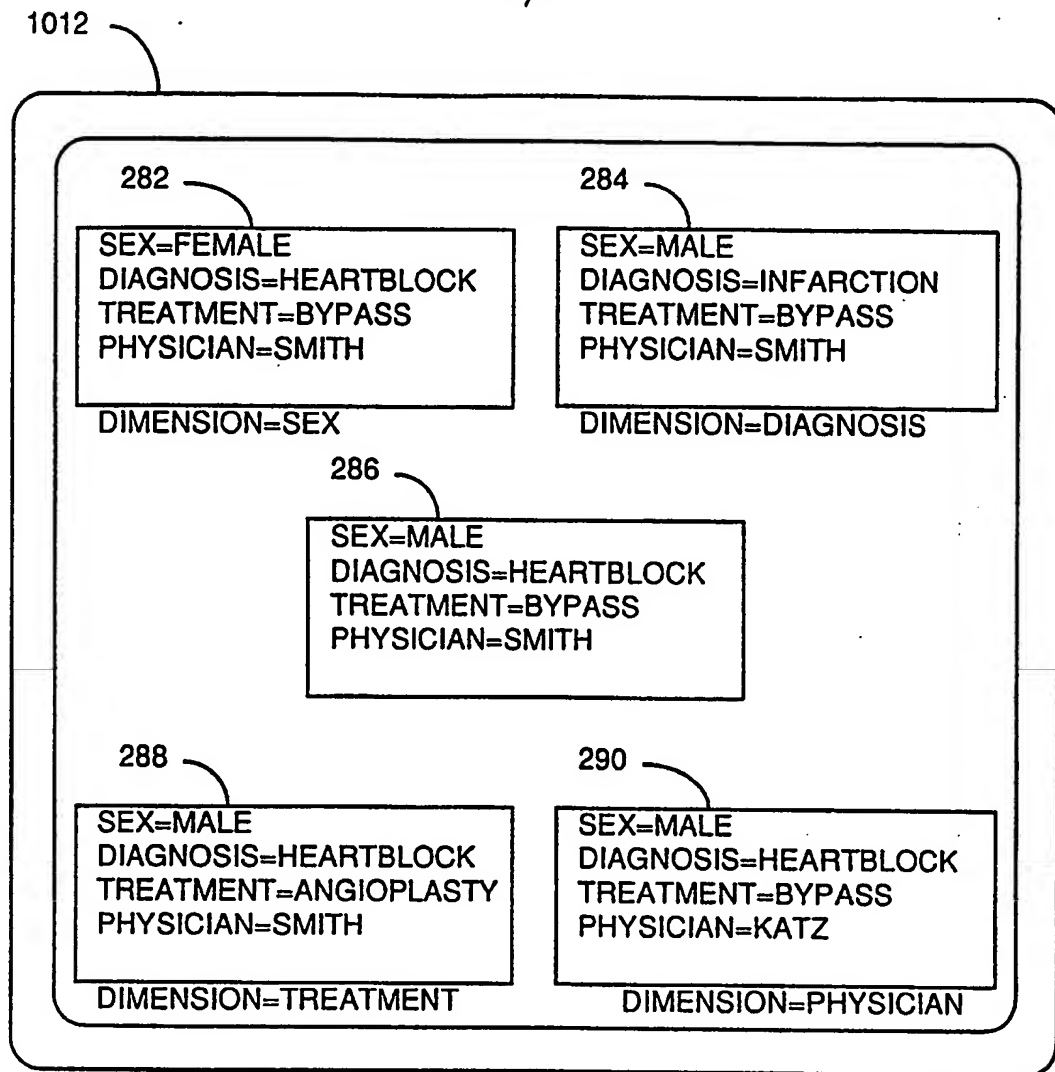 1012
282
SEX=FEMALE
DIAGNOSIS=HEARTBLOCK
TREATMENT=BYPASS
PHYSICIAN=SMITH
DIMENSION=SEX
284
SEX=MALE
DIAGNOSIS=INFARCTION
TREATMENT=BYPASS
PHYSICIAN=SMITH
DIMENSION=DIAGNOSIS
286
SEX=MALE
DIAGNOSIS=HEARTBLOCK
TREATMENT=BYPASS
PHYSICIAN=SMITH
288
SEX=MALE
DIAGNOSIS=HEARTBLOCK
TREATMENT=ANGIOPLASTY
PHYSICIAN=SMITH
DIMENSION=TREATMENT
290
SEX=MALE
DIAGNOSIS=HEARTBLOCK
TREATMENT=BYPASS
PHYSICIAN=KATZ
DIMENSION=PHYSICIAN